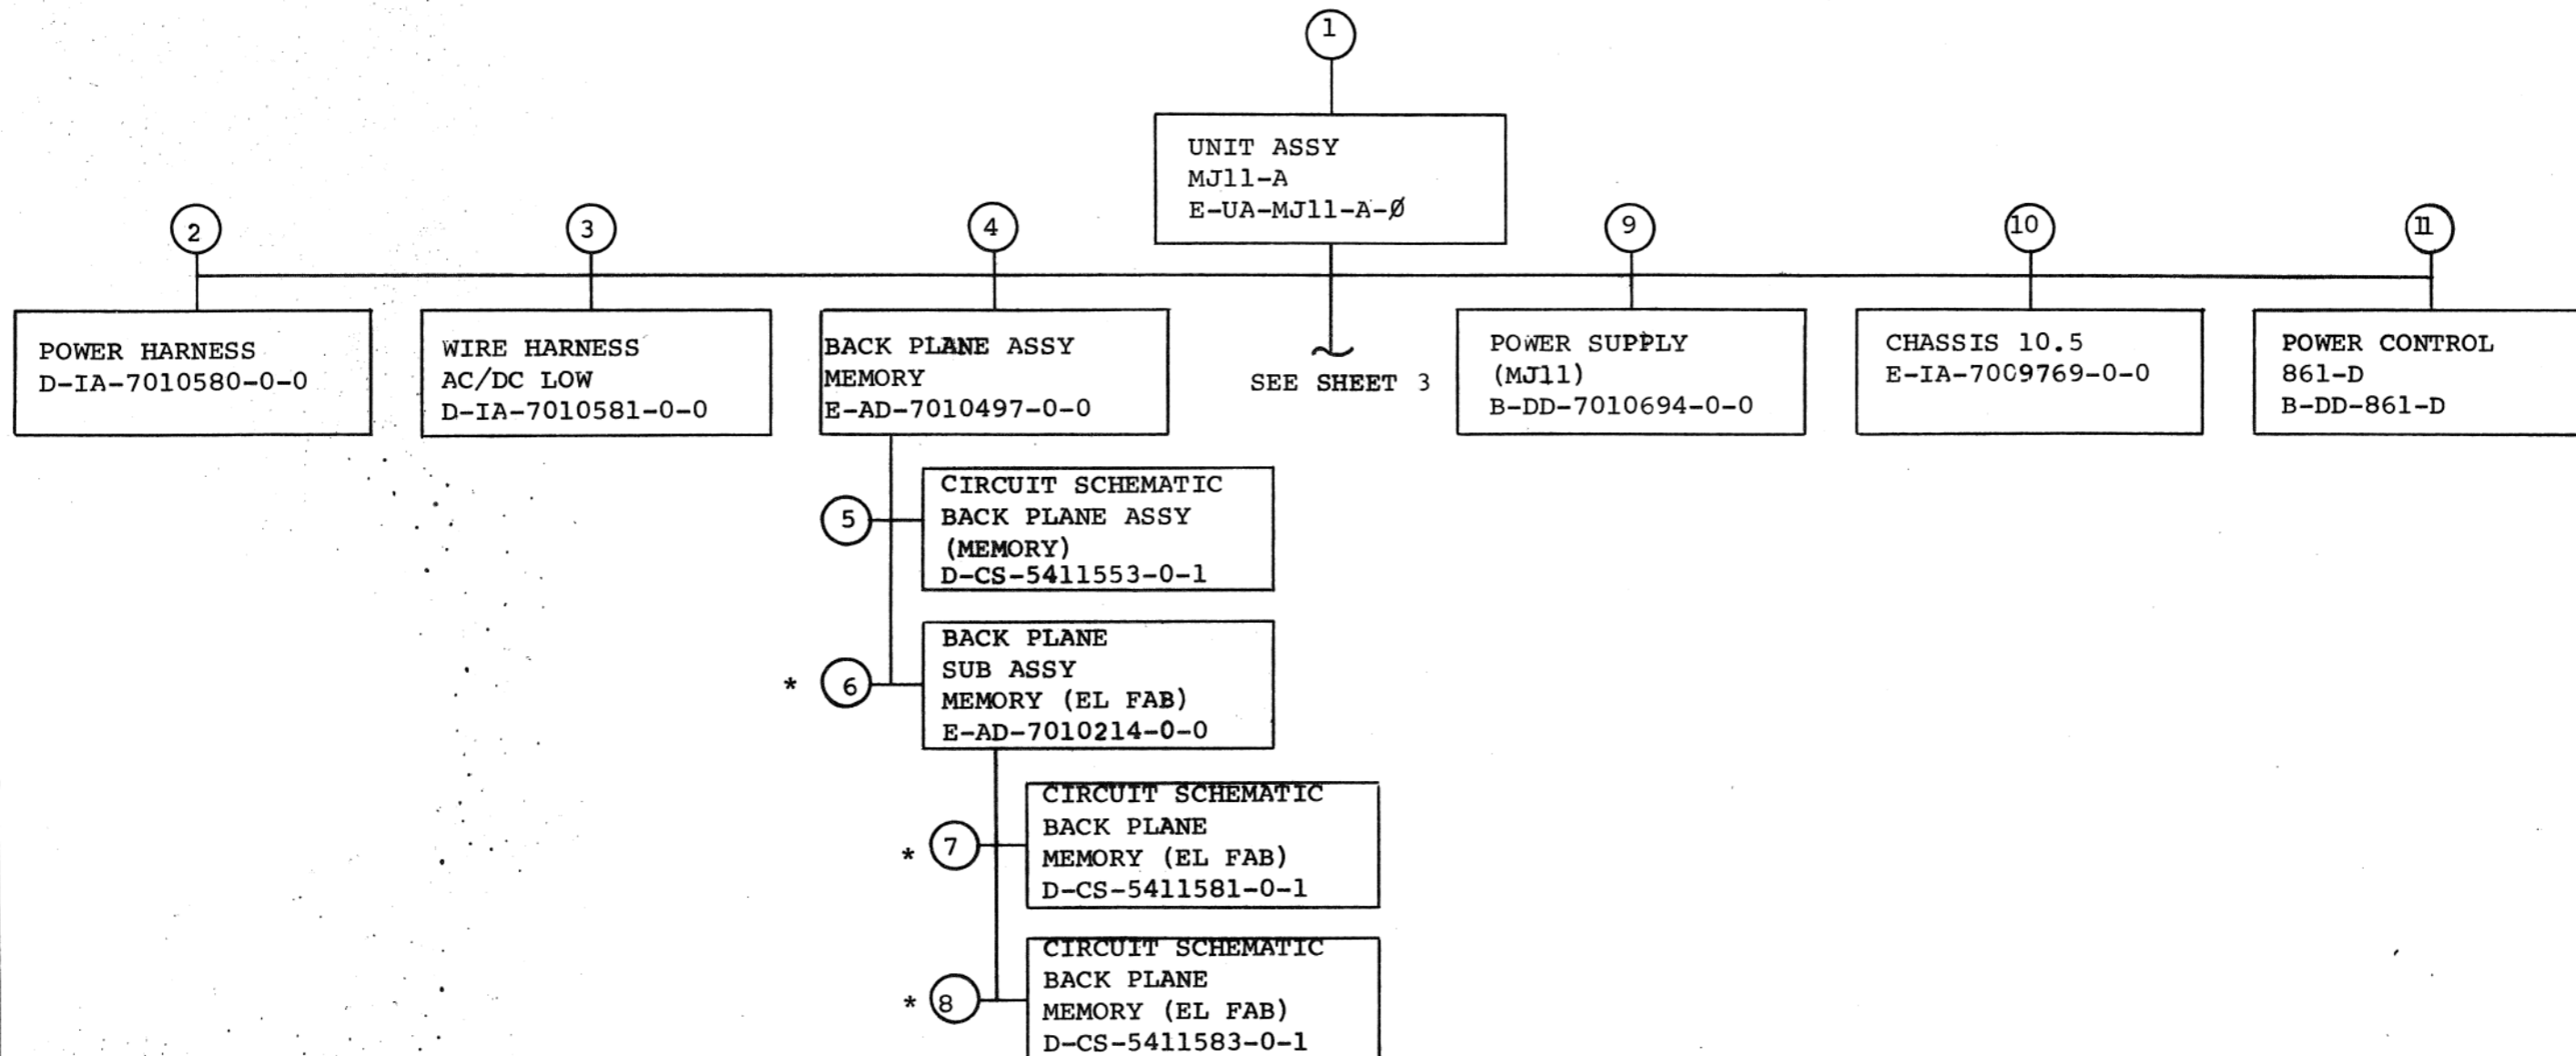 1
UNIT ASSY
MJ11-A
E-UA-MJ11-A-Ø
2
POWER HARNESS
D-IA-7010580-0-0
3
WIRE HARNESS
AC/DC LOW
D-IA-7010581-0-0
4
BACK PLANE ASSY
MEMORY
E-AD-7010497-0-0
SEE SHEET 3
9
POWER SUPPLY
(MJ11)
B-DD-7010694-0-0
10
CHASSIS 10.5
E-IA-7009769-0-0
11
POWER CONTROL
861-D
B-DD-861-D
5
CIRCUIT SCHEMATIC
BACK PLANE ASSY
(MEMORY)
D-CS-5411553-0-1
* 6
BACK PLANE
SUB ASSY
MEMORY (EL FAB)
E-AD-7010214-0-0
* 7
CIRCUIT SCHEMATIC
BACK PLANE
MEMORY (EL FAB)
D-CS-5411581-0-1
* 8
CIRCUIT SCHEMATIC
BACK PLANE
MEMORY (EL FAB)
D-CS-5411583-0-1